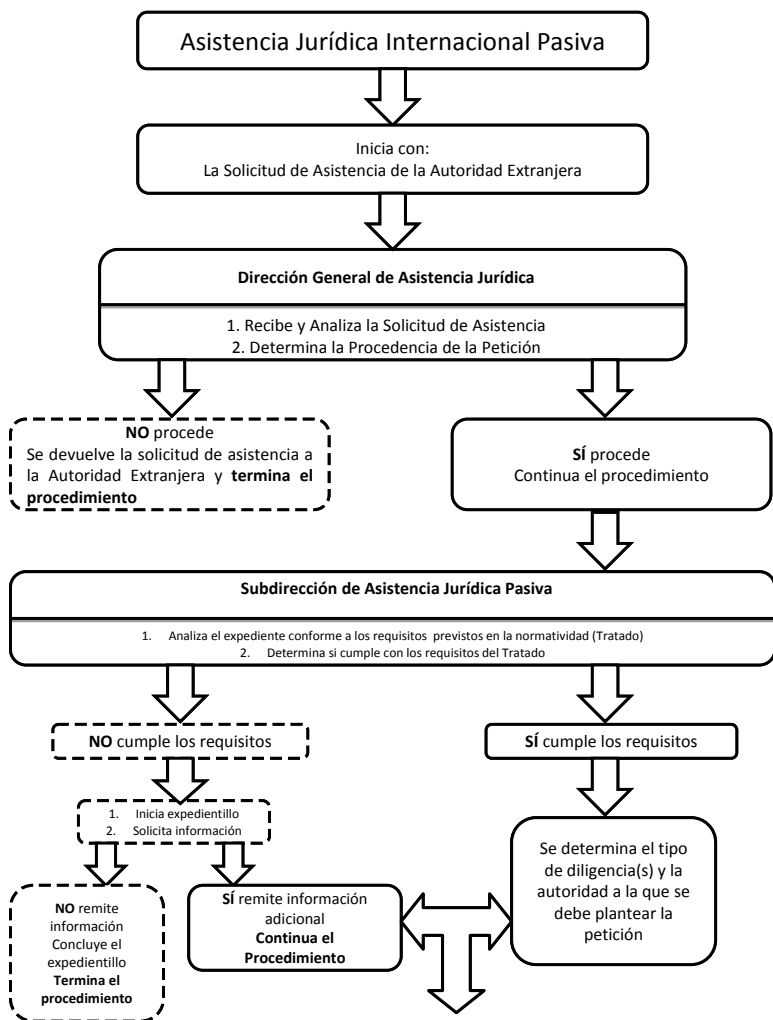 Asistencia Jurídica Internacional Pasiva
Inicia con:
La Solicitud de Asistencia de la Autoridad Extranjera
Dirección General de Asistencia Jurídica
1. Recibe y Analiza la Solicitud de Asistencia
2. Determina la Procedencia de la Petición
NO procede
Se devuelve la solicitud de asistencia a
la Autoridad Extranjera y termina el
procedimiento
SÍ procede
Continua el procedimiento
Subdirección de Asistencia Jurídica Pasiva
1. Analiza el expediente conforme a los requisitos previstos en la normatividad (Tratado)
2. Determina si cumple con los requisitos del Tratado
NO cumple los requisitos
SÍ cumple los requisitos
1. Inicia expedientillo
2. Solicita información
NO remite
información
Concluye el
expedientillo
Termina el
procedimiento
SÍ remite información
adicional
Continua el
Procedimiento
Se determina el tipo
de diligencia(s) y la
autoridad a la que se
debe plantear la
petición